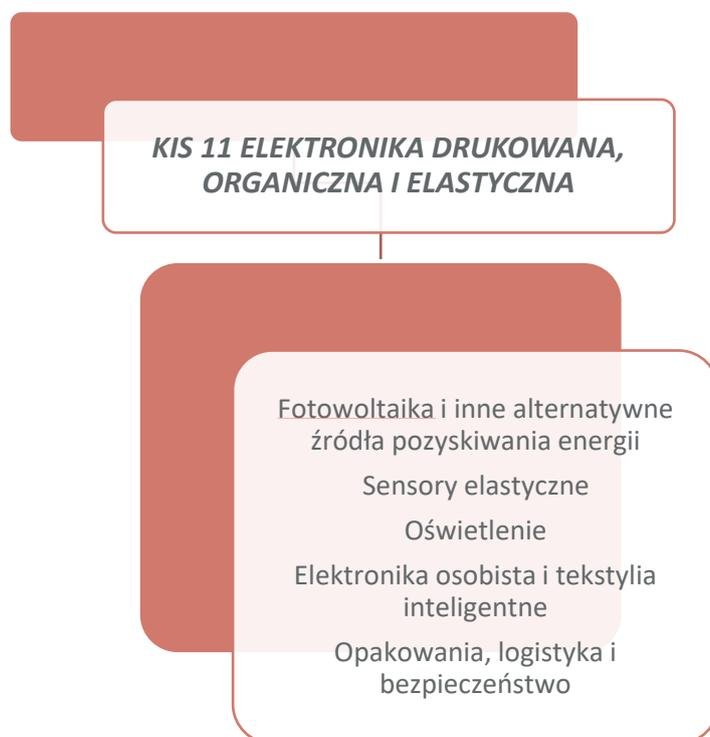 KIS 11 ELEKTRONIKA DRUKOWANA,
ORGANICZNA I ELASTYCZNA
Fotowoltaika i inne alternatywne
źródła pozyskiwania energii
Sensory elastyczne
Oświetlenie
Elektronika osobista i tekstylia
inteligentne
Opakowania, logistyka i
bezpieczeństwo